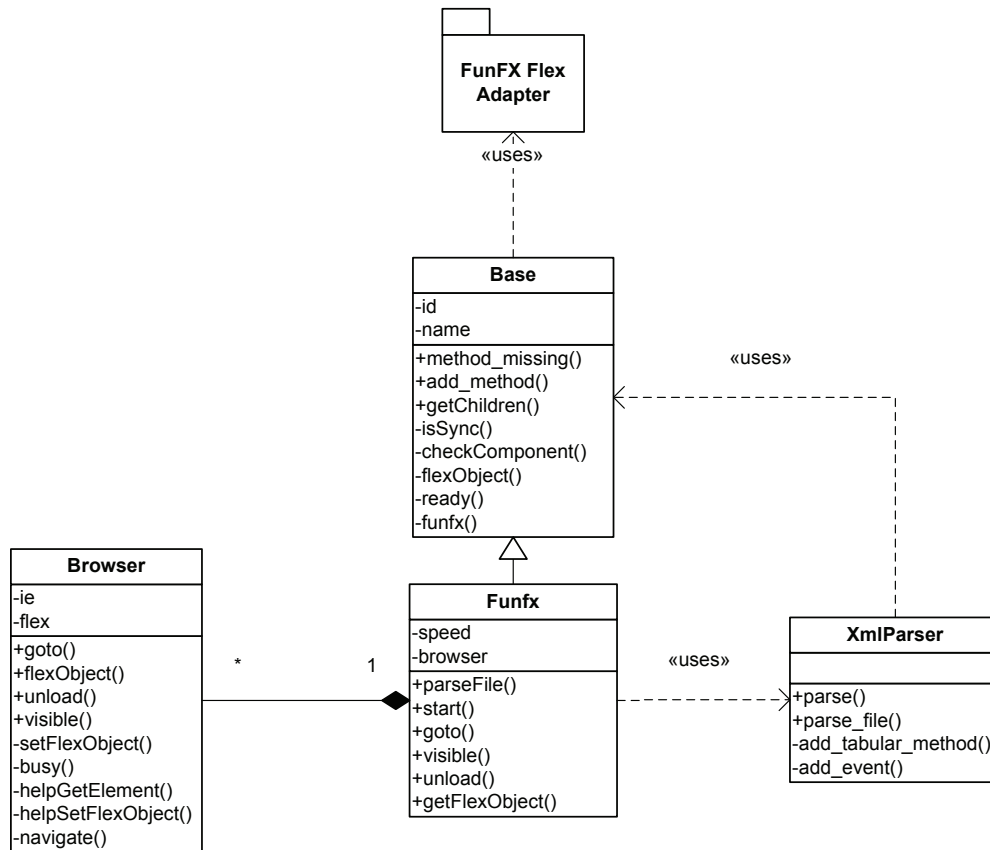 FunFX Flex
Adapter
«uses»
Base
-id
-name
+method_missing()
+add_method()
+getChildren()
-isSync()
-checkComponent()
-flexObject()
-ready()
-funfx()
«uses»
Browser
-ie
-flex
+goto()
+flexObject()
+unload()
+visible()
-setFlexObject()
-busy()
-helpGetElement()
-helpSetFlexObject()
-navigate()
*
1
Funfx
-speed
-browser
+parseFile()
+start()
+goto()
+visible()
+unload()
+getFlexObject()
«uses»
XmlParser
+parse()
+parse_file()
-add_tabular_method()
-add_event()